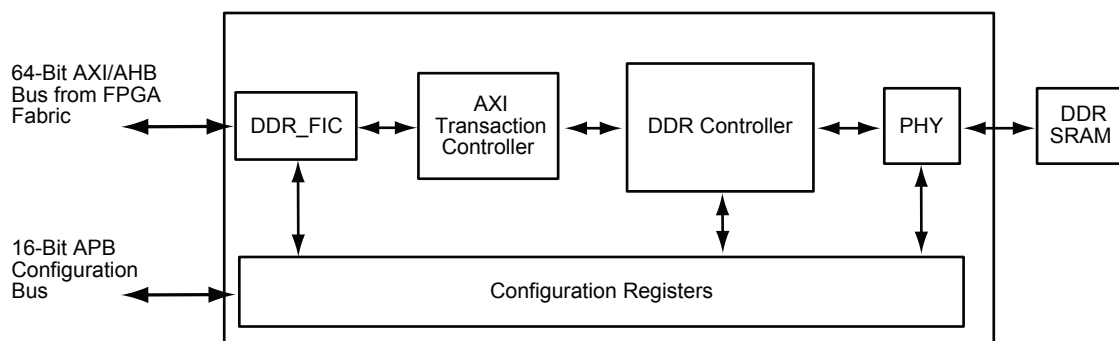 64-Bit AXI/AHB
Bus from FPGA
Fabric
DDR_FIC
AXI
Transaction
Controller
DDR Controller
PHY
DDR
SRAM
16-Bit APB
Configuration
Bus
Configuration Registers